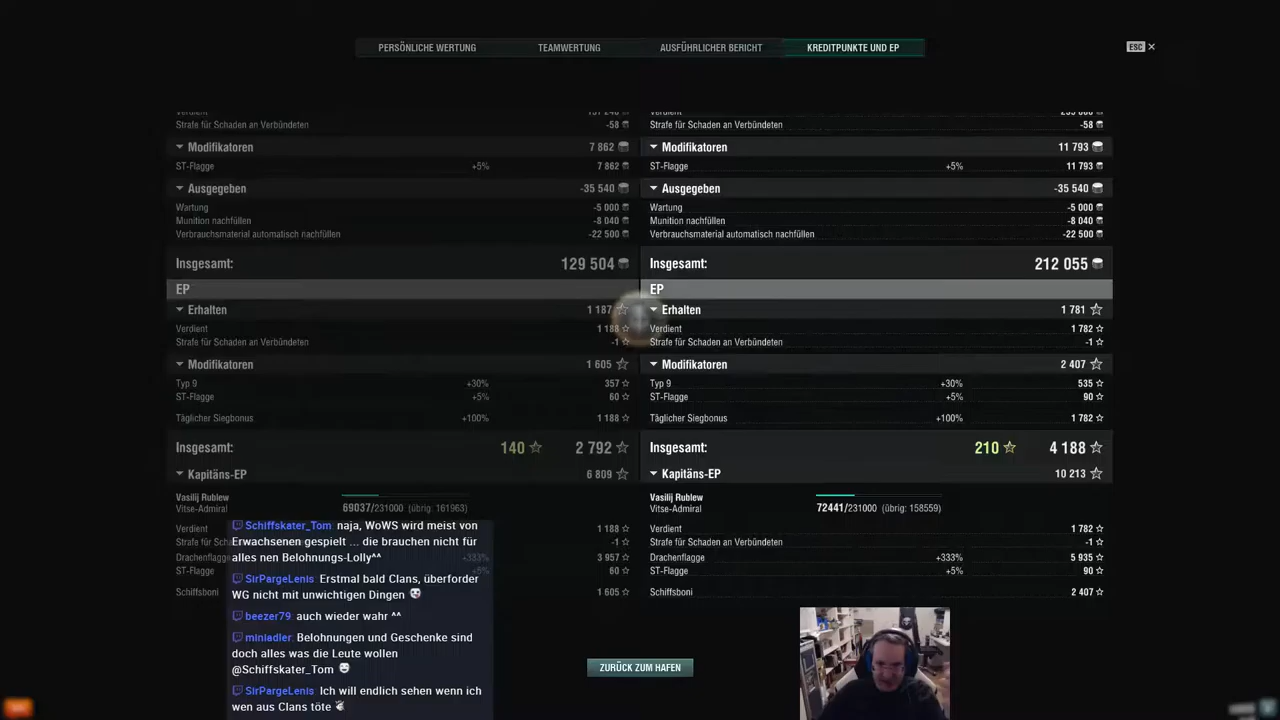 PERSÖNLICHE WERTUNG TEAMWERTUNG AUSFÜHRLICHER BERICHT KREDITPUNKTE UND EP ESC
Strafe für Schaden an Verbündeten -58
Modifikatoren 7 862
ST-Flagge +5% 7 862
Ausgegeben -35 540
Wartung -5 000
Munition nachfüllen -8 040
Verbrauchsmaterial automatisch nachfüllen -22 500
Insgesamt: 129 504
EP
Erhalten 1 187
Verdient 1 188
Strafe für Schaden an Verbündeten -1
Modifikatoren 1 605
Typ 9 +30% 357
ST-Flagge +5% 60
Täglicher Siegbonus +100% 1 188
Insgesamt: 140 2 792
Kapitäns-EP 6 809
Vasilij Rublew
Vitse-Admiral 69037/231000 (übrig: 161963)
Verdient 1 188
Strafe für -1
Drachenflagge +333% 3 957
ST-Flagge +5% 60
Schiffsboni 1 605
Verdient
Strafe für Schaden an Verbündeten -58
Modifikatoren 11 793
ST-Flagge +5% 11 793
Ausgegeben -35 540
Wartung -5 000
Munition nachfüllen -8 040
Verbrauchsmaterial automatisch nachfüllen -22 500
Insgesamt: 212 055
EP
Erhalten 1 781
Verdient 1 782
Strafe für Schaden an Verbündeten -1
Modifikatoren 2 407
Typ 9 +30% 535
ST-Flagge +5% 90
Täglicher Siegbonus +100% 1 782
Insgesamt: 210 4 188
Kapitäns-EP 10 213
Vasilij Rublew
Vitse-Admiral 72441/231000 (übrig: 158559)
Verdient 1 782
Strafe für Schaden an Verbündeten -1
Drachenflagge +333% 5 935
ST-Flagge +5% 90
Schiffsboni 2 407
Schiffskater_Tom naja, WoWS wird meist von
Erwachsenen gespielt ... die brauchen nicht für
alles nen Belohnungs-Lolly^^
SirPargeLenis Erstmal bald Clans, überforder
WG nicht mit unwichtigen Dingen
beezer79 auch wieder wahr ^^
miniadler Belohnungen und Geschenke sind
doch alles was die Leute wollen
@Schiffskater_Tom
SirPargeLenis Ich will endlich sehen wenn ich
wen aus Clans töte
ZURÜCK ZUM HAFEN